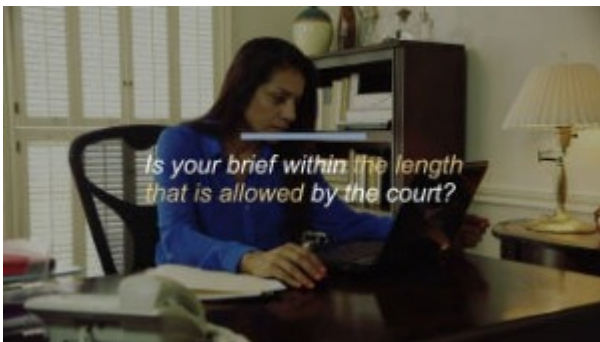 Is your brief within the length
that is allowed by the court?